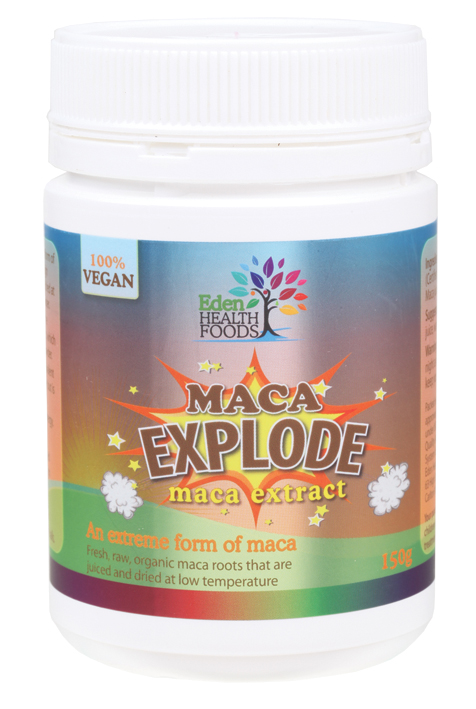 100%
VEGAN
Eden
HEALTH
FOODS
MACA
EXPLODE
maca extract
An extreme form of maca
Fresh, raw, organic maca roots that are
juiced and dried at low temperature
150g